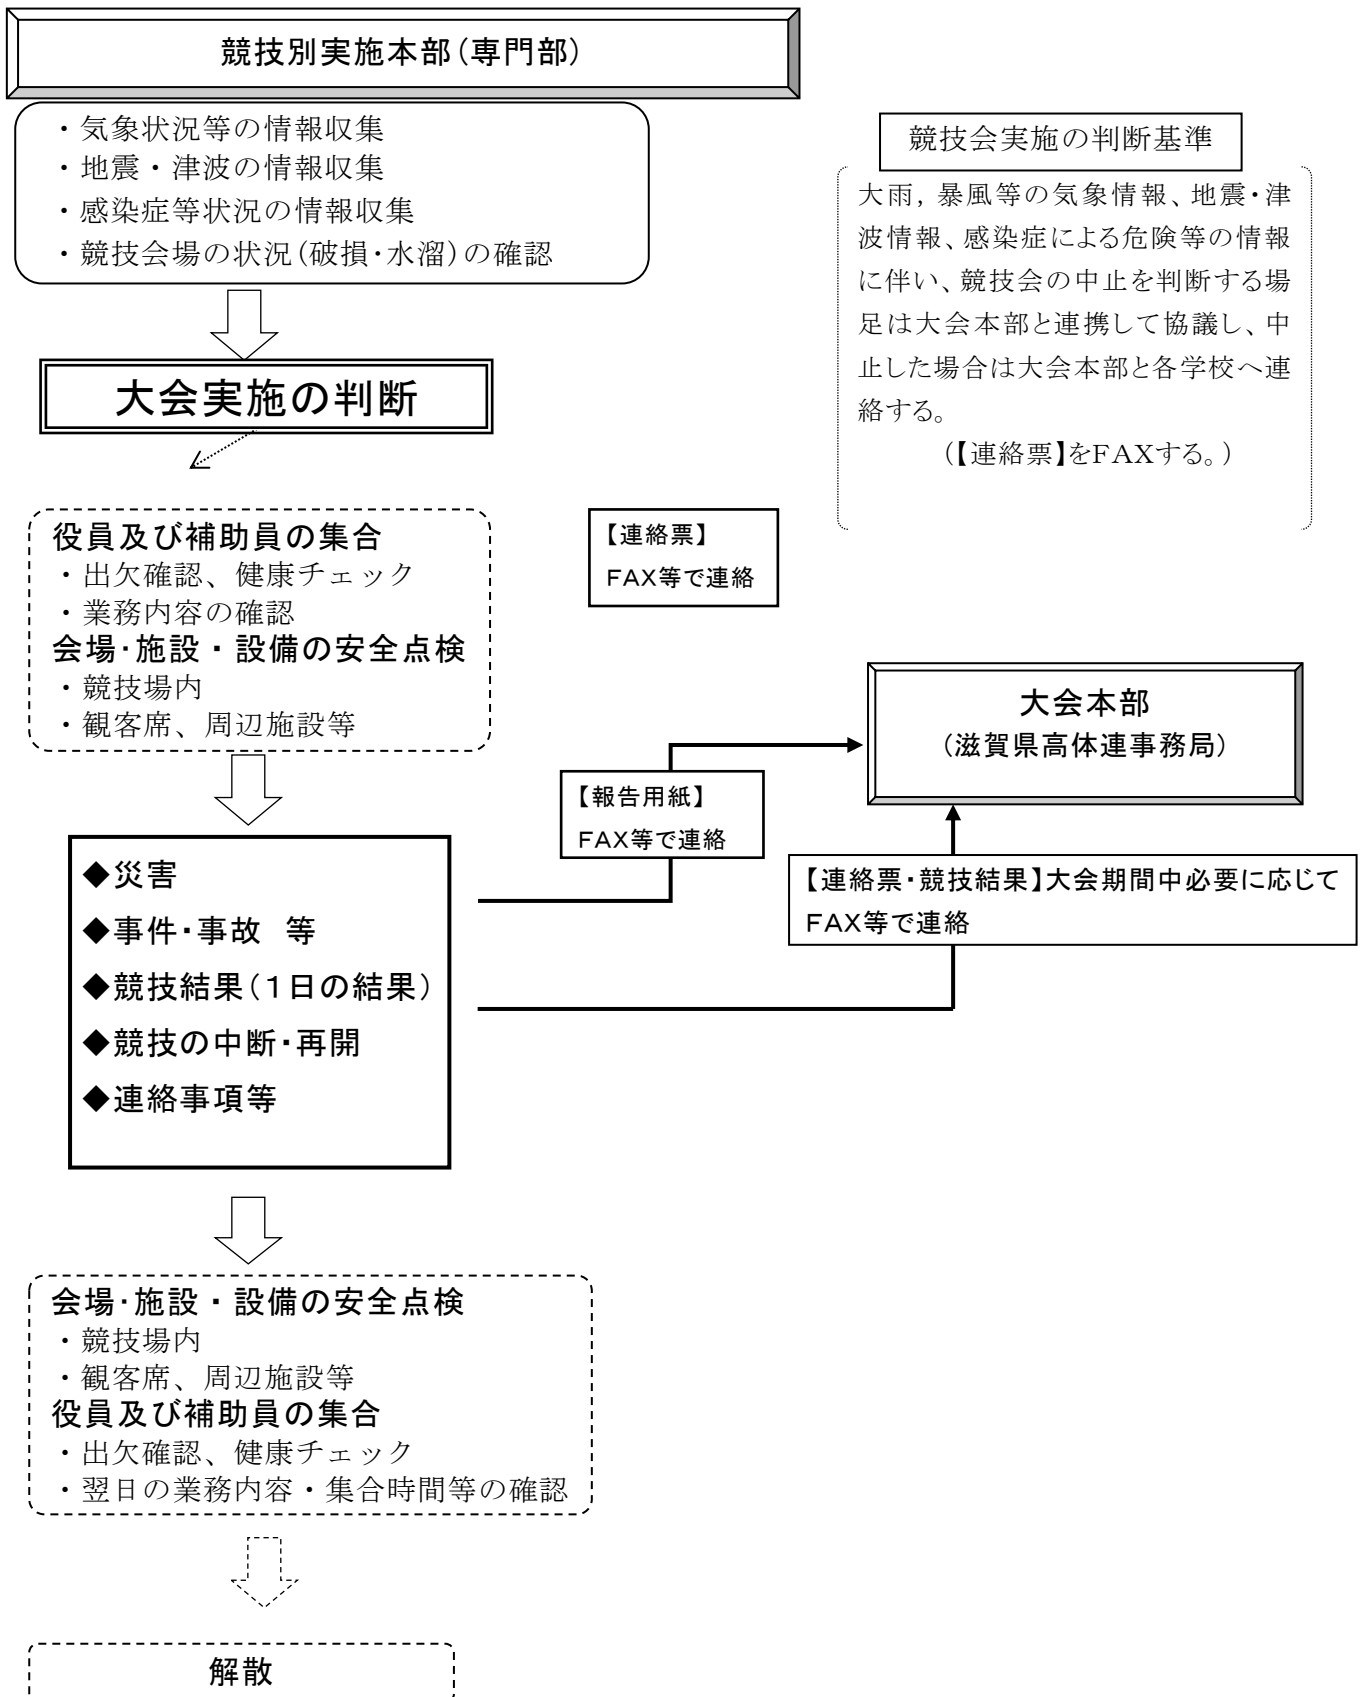 競技別実施本部(専門部)
・気象状況等の情報収集
・地震・津波の情報収集
・感染症等状況の情報収集
・競技会場の状況(破損・水溜)の確認
競技会実施の判断基準
大雨,暴風等の気象情報、地震・津
波情報、感染症による危険等の情報
に伴い、競技会の中止を判断する場
足は大会本部と連携して協議し、中
止した場合は大会本部と各学校へ連
絡する。
(【連絡票】をFAXする。)
大会実施の判断
役員及び補助員の集合
・出欠確認、健康チェック
・業務内容の確認
会場・施設・設備の安全点検
・競技場内
・観客席、周辺施設等
【連絡票】
FAX等で連絡
大会本部
(滋賀県高体連事務局)
【報告用紙】
FAX等で連絡
【連絡票・競技結果】大会期間中必要に応じて
FAX等で連絡
◆災害
◆事件・事故 等
◆競技結果(1日の結果)
◆競技の中断・再開
◆連絡事項等
会場・施設・設備の安全点検
・競技場内
・観客席、周辺施設等
役員及び補助員の集合
・出欠確認、健康チェック
・翌日の業務内容・集合時間等の確認
解散